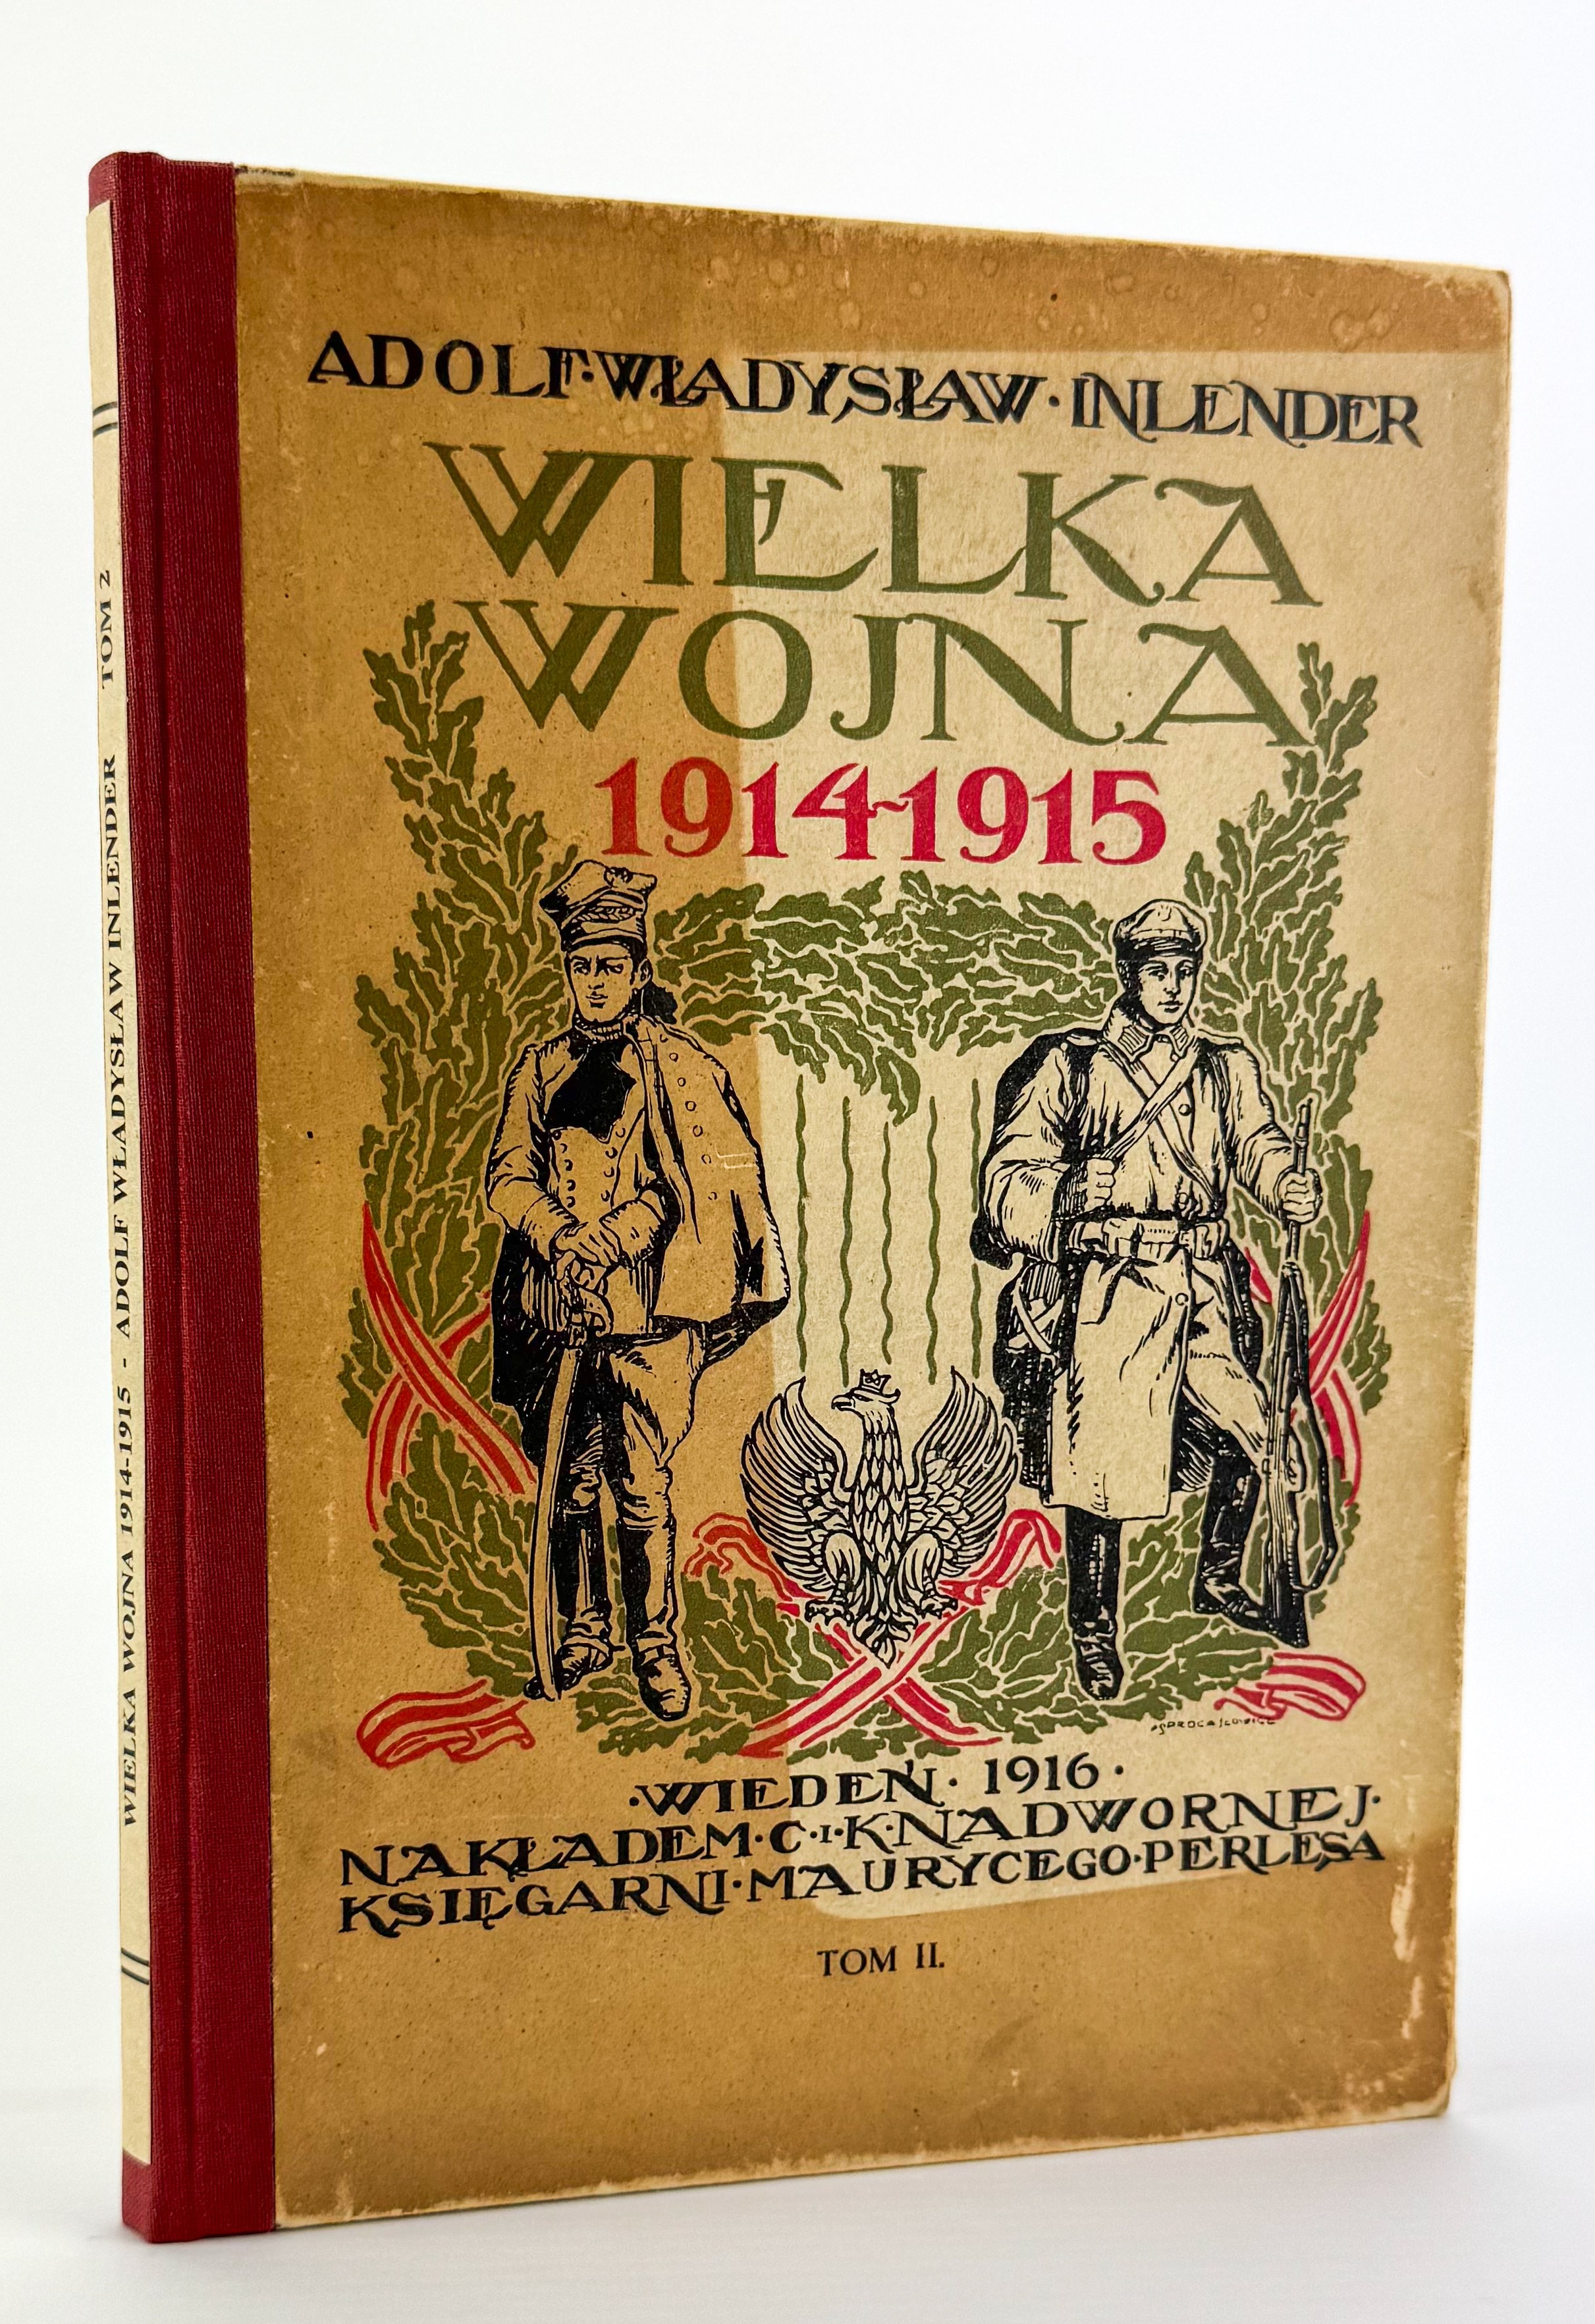 ADOLF·WŁADYSŁAW·INLENDER
WIELKA
WOJNA
1914-1915
·WIEDEŃ·1916·
NAKŁADEM·C·I·K·NADWORNEJ·
KSIĘGARNI·MAURYCEGO·PERLESA
TOM II.
WIELKA WOJNA 1914-1915 - ADOLF WŁADYSŁAW INLENDER TOM 2